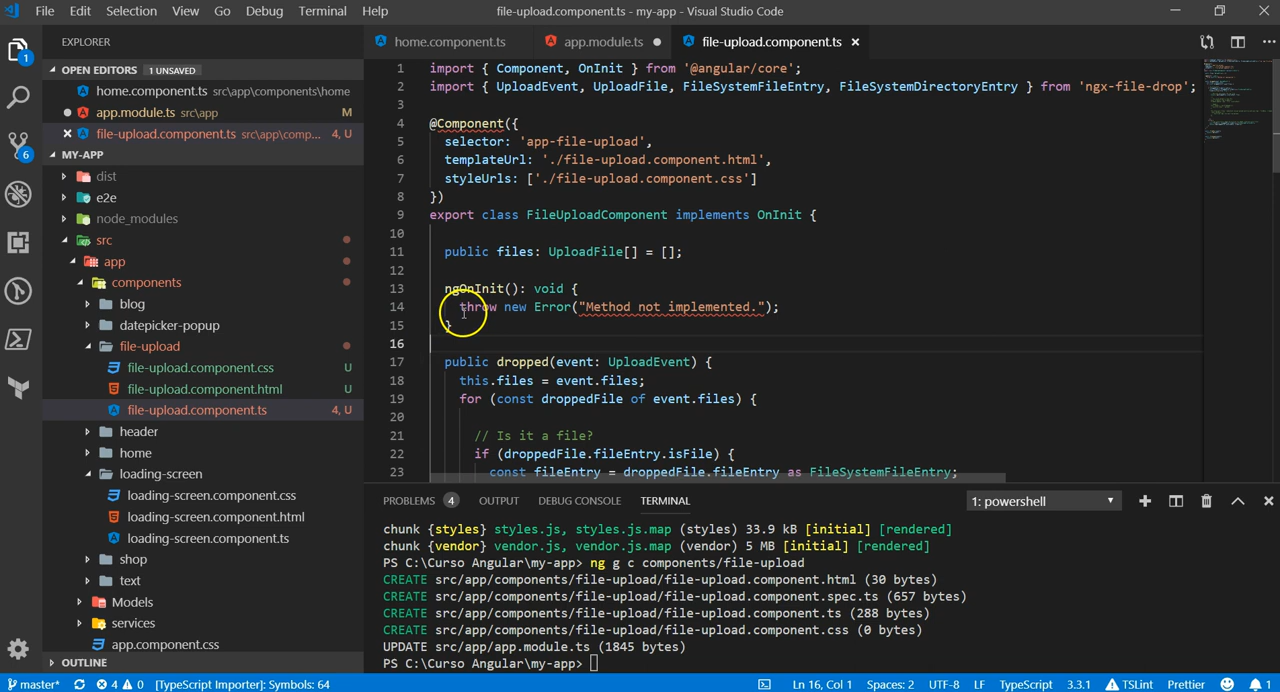 File Edit Selection View Go Debug Terminal Help
file-upload.component.ts - my-app - Visual Studio Code
EXPLORER
OPEN EDITORS 1 UNSAVED
home.component.ts src\app\components\home
app.module.ts src\app M
file-upload.component.ts src\app\comp... 4, U
MY-APP
dist
e2e
node_modules
src
app
components
blog
datepicker-popup
file-upload
file-upload.component.css U
file-upload.component.html U
file-upload.component.ts 4, U
header
home
loading-screen
loading-screen.component.css
loading-screen.component.html
loading-screen.component.ts
shop
text
Models
services
app.component.css
OUTLINE
1
6
home.component.ts app.module.ts file-upload.component.ts
1 import { Component, OnInit } from '@angular/core';
2 import { UploadEvent, UploadFile, FileSystemFileEntry, FileSystemDirectoryEntry } from 'ngx-file-drop';
3
4 @Component({
5 selector: 'app-file-upload',
6 templateUrl: './file-upload.component.html',
7 styleUrls: ['./file-upload.component.css']
8 })
9 export class FileUploadComponent implements OnInit {
10
11 public files: UploadFile[] = [];
12
13 ngOnInit(): void {
14 throw new Error("Method not implemented.");
15 }
16
17 public dropped(event: UploadEvent) {
18 this.files = event.files;
19 for (const droppedFile of event.files) {
20
21 // Is it a file?
22 if (droppedFile.fileEntry.isFile) {
23 const fileEntry = droppedFile.fileEntry as FileSystemFileEntry;
PROBLEMS 4 OUTPUT DEBUG CONSOLE TERMINAL 1: powershell
chunk {styles} styles.js, styles.js.map (styles) 33.9 kB [initial] [rendered]
chunk {vendor} vendor.js, vendor.js.map (vendor) 5 MB [initial] [rendered]
PS C:\Curso Angular\my-app> ng g c components/file-upload
CREATE src/app/components/file-upload/file-upload.component.html (30 bytes)
CREATE src/app/components/file-upload/file-upload.component.spec.ts (657 bytes)
CREATE src/app/components/file-upload/file-upload.component.ts (288 bytes)
CREATE src/app/components/file-upload/file-upload.component.css (0 bytes)
UPDATE src/app/app.module.ts (1845 bytes)
PS C:\Curso Angular\my-app>
master* 4 0 [TypeScript Importer]: Symbols: 64 Ln 16, Col 1 Spaces: 2 UTF-8 LF TypeScript 3.3.1 TSLint Prettier 1